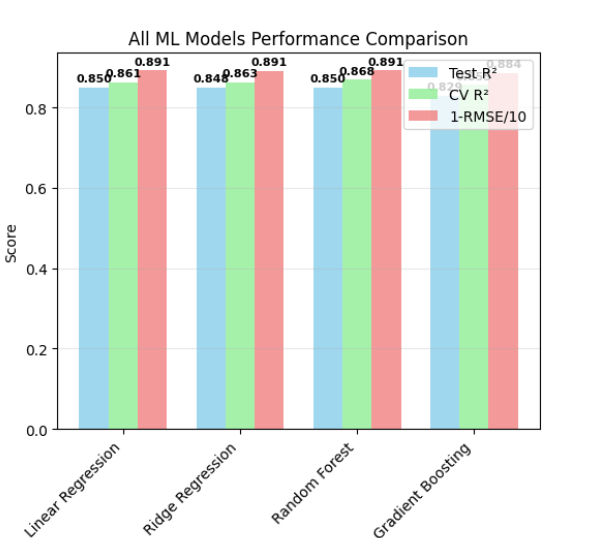 All ML Models Performance Comparison
0.850 0.861 0.891 0.848 0.863 0.891 0.850 0.868 0.891 0.829 0.884
Test R²
CV R²
1-RMSE/10
Score
0.8
0.6
0.4
0.2
0.0
Linear Regression
Ridge Regression
Random Forest
Gradient Boosting